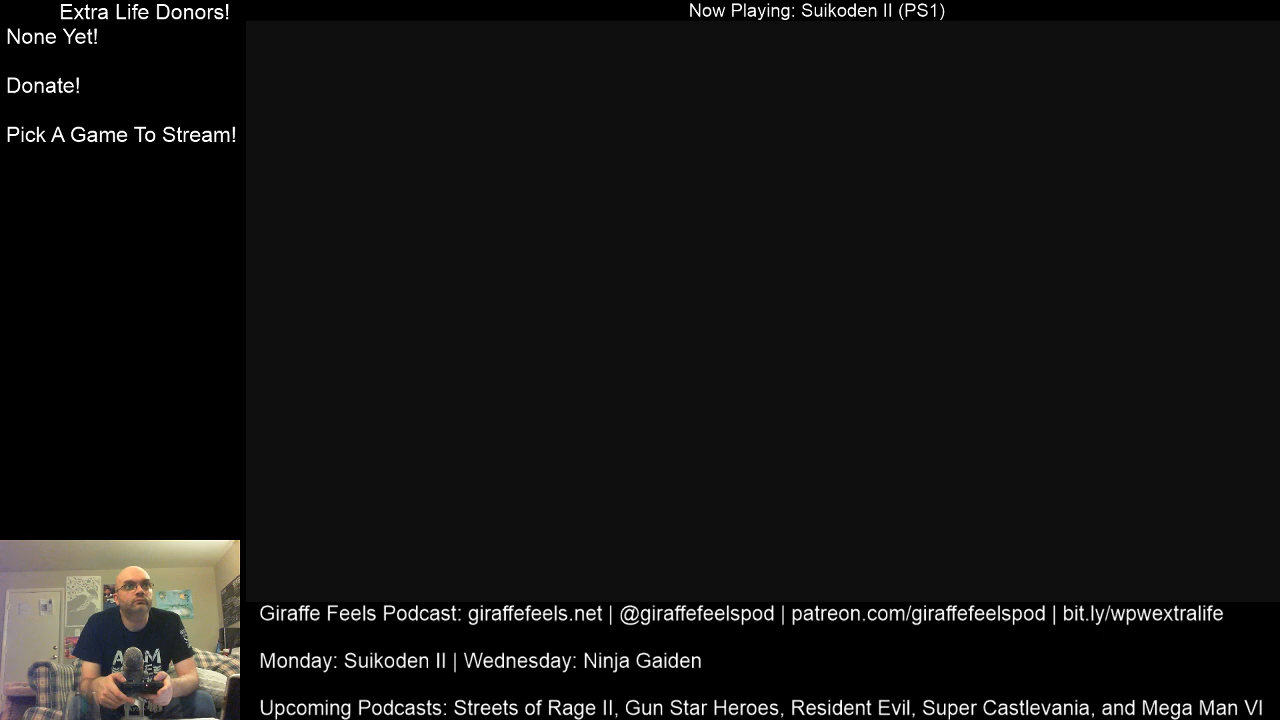 Extra Life Donors!
Now Playing: Suikoden II (PS1)
None Yet!
Donate!
Pick A Game To Stream!
Giraffe Feels Podcast: giraffefeels.net | @giraffefeelspod | patreon.com/giraffefeelspod | bit.ly/wpwextralife
Monday: Suikoden II | Wednesday: Ninja Gaiden
Upcoming Podcasts: Streets of Rage II, Gun Star Heroes, Resident Evil, Super Castlevania, and Mega Man VI